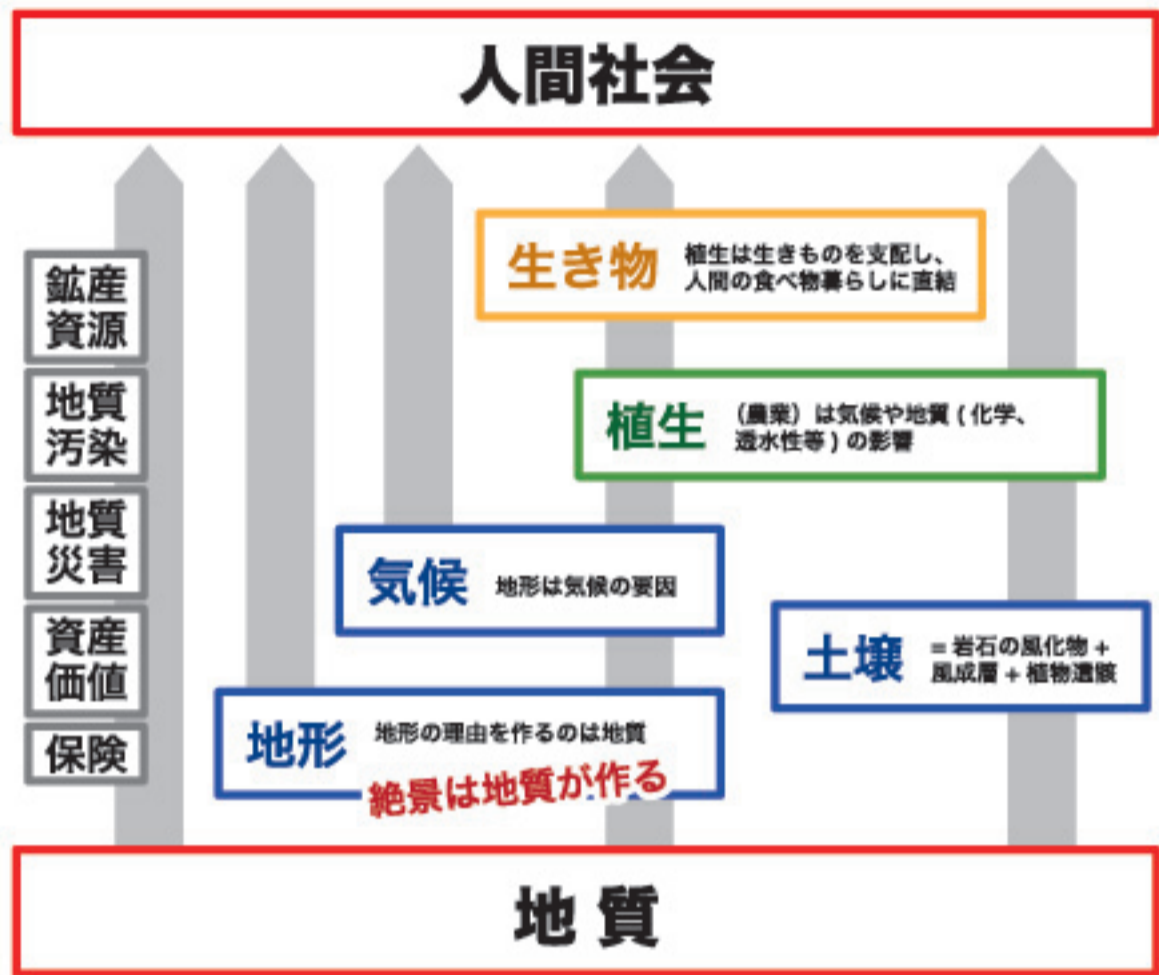 人間社会
生き物
植生は生きものを支配し、
人間の食べ物暮らしに直結
鉱産
資源
地質
汚染
植生
（農業）は気候や地質 ( 化学、
透水性等 ) の影響
地質
災害
気候
地形は気候の要因
資産
価値
土壌
= 岩石の風化物 +
風成層 + 植物遺骸
保険
地形
地形の理由を作るのは地質
絶景は地質が作る
地質